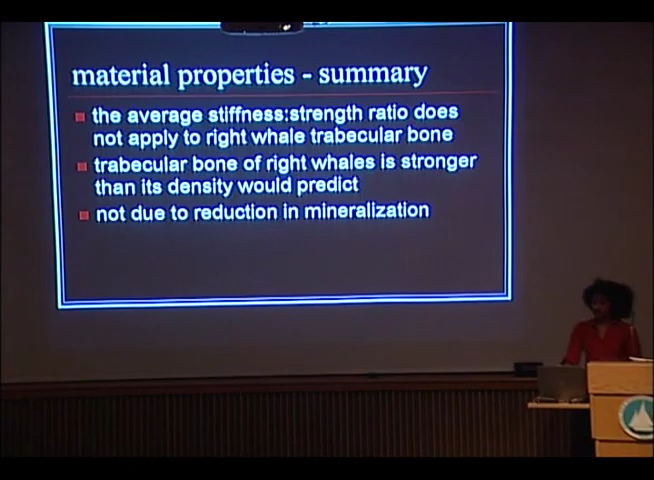 material properties - summary
the average stiffness:strength ratio does
not apply to right whale trabecular bone
trabecular bone of right whales is stronger
than its density would predict
not due to reduction in mineralization